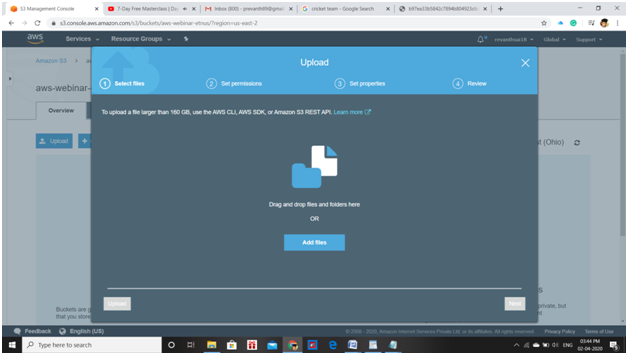 S3 Management Console
7-Day Free Masterclass | Du
Inbox (800) - prevanth89@gmai
cricket team - Google Search
s3.console.aws.amazon.com/s3/buckets/aws-webinar-etnus/?region=us-east-2
aws
Services
Resource Groups
Global
Support
Amazon S3
aws-webinar-
Overview
Upload
Upload
1 Select files
2 Set permissions
3 Set properties
4 Review
To upload a file larger than 160 GB, use the AWS CLI, AWS SDK, or Amazon S3 REST API. Learn more
t (Ohio)
Drag and drop files and folders here
OR
Add files
Upload
Next
Buckets are g
that you store
private, but
Feedback
English (US)
© 2008 - 2020, Amazon Internet Services Private Ltd. or its affiliates. All rights reserved.
Privacy Policy
Terms of Use
Type here to search
ENG
03:44 PM
02-04-2020